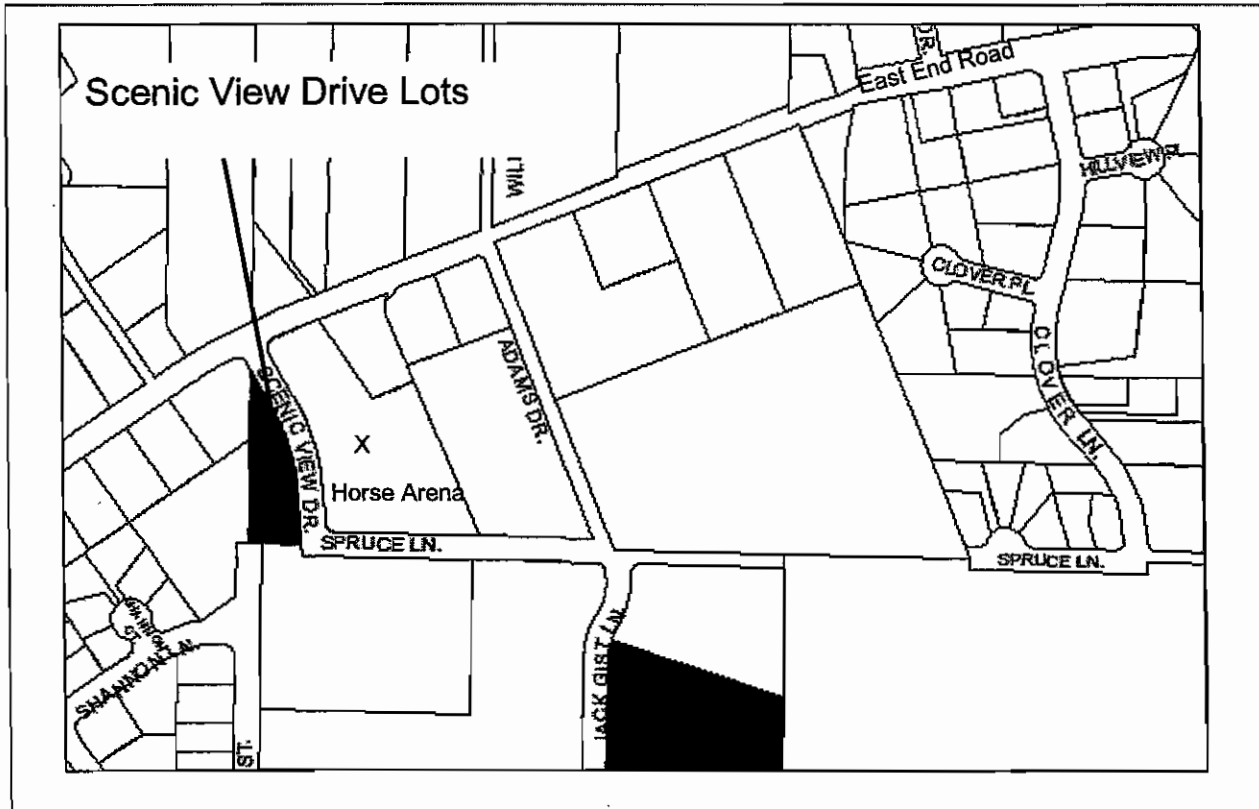 Scenic View Drive Lots
DR.
East End Road
HILLVIEW PL
CLOVER PL
CLOVER LN.
ADAMS DR.
SCENIC VIEW DR.
X
Horse Arena
SPRUCE LN.
SPRUCE LN.
JACK GIST LN.
SHANNON LN.
ST.